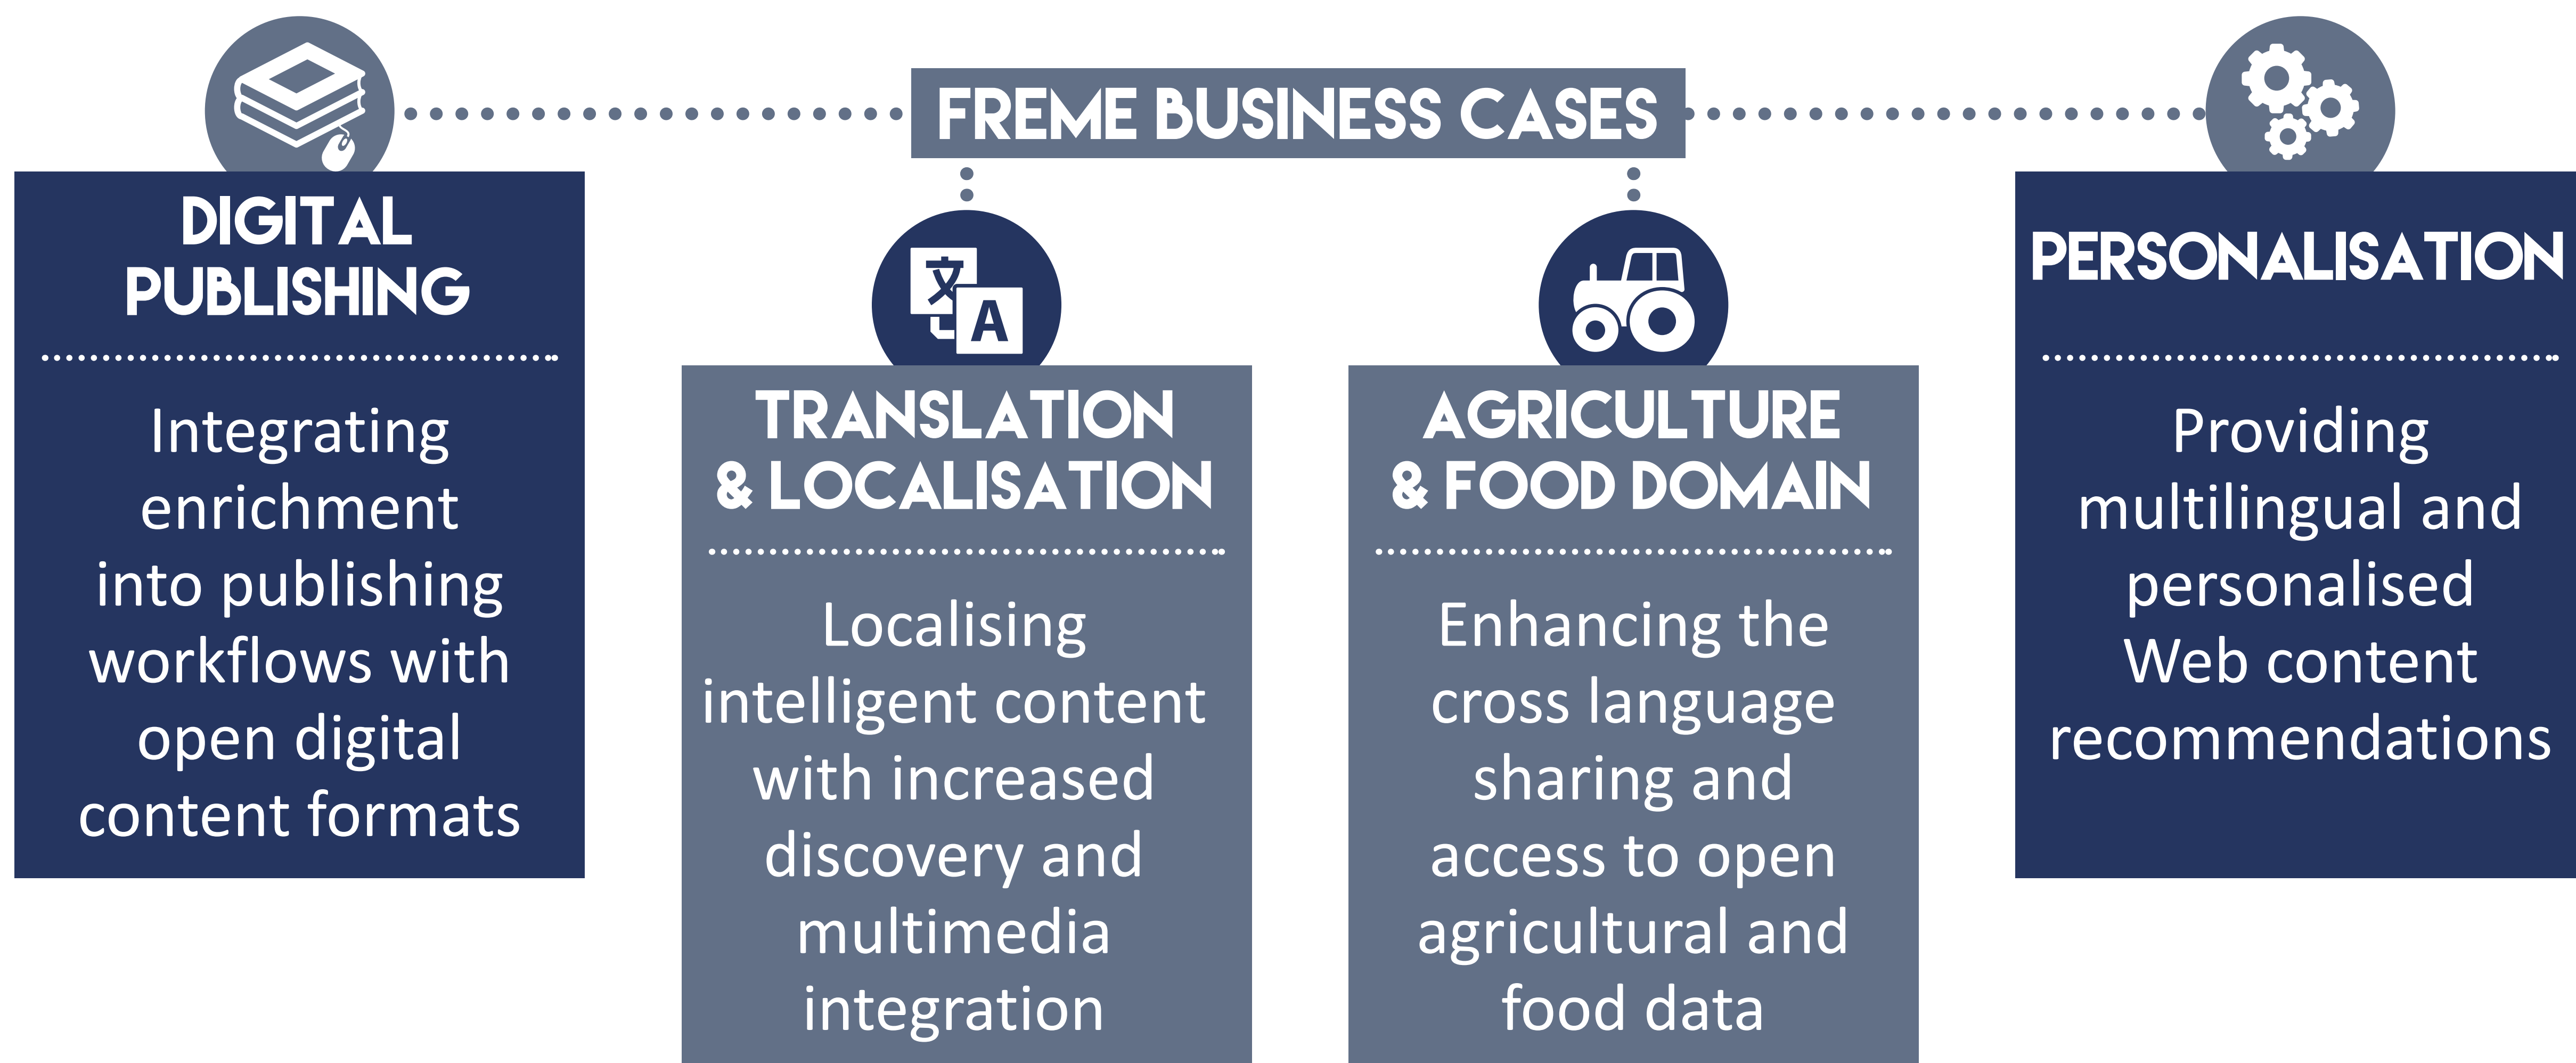 FREME BUSINESS CASES
DIGITAL
PUBLISHING
Integrating
enrichment
into publishing
workflows with
open digital
content formats
文
A
TRANSLATION
& LOCALISATION
Localising
intelligent content
with increased
discovery and
multimedia
integration
AGRICULTURE
& FOOD DOMAIN
Enhancing the
cross language
sharing and
access to open
agricultural and
food data
PERSONALISATION
Providing
multilingual and
personalised
Web content
recommendations